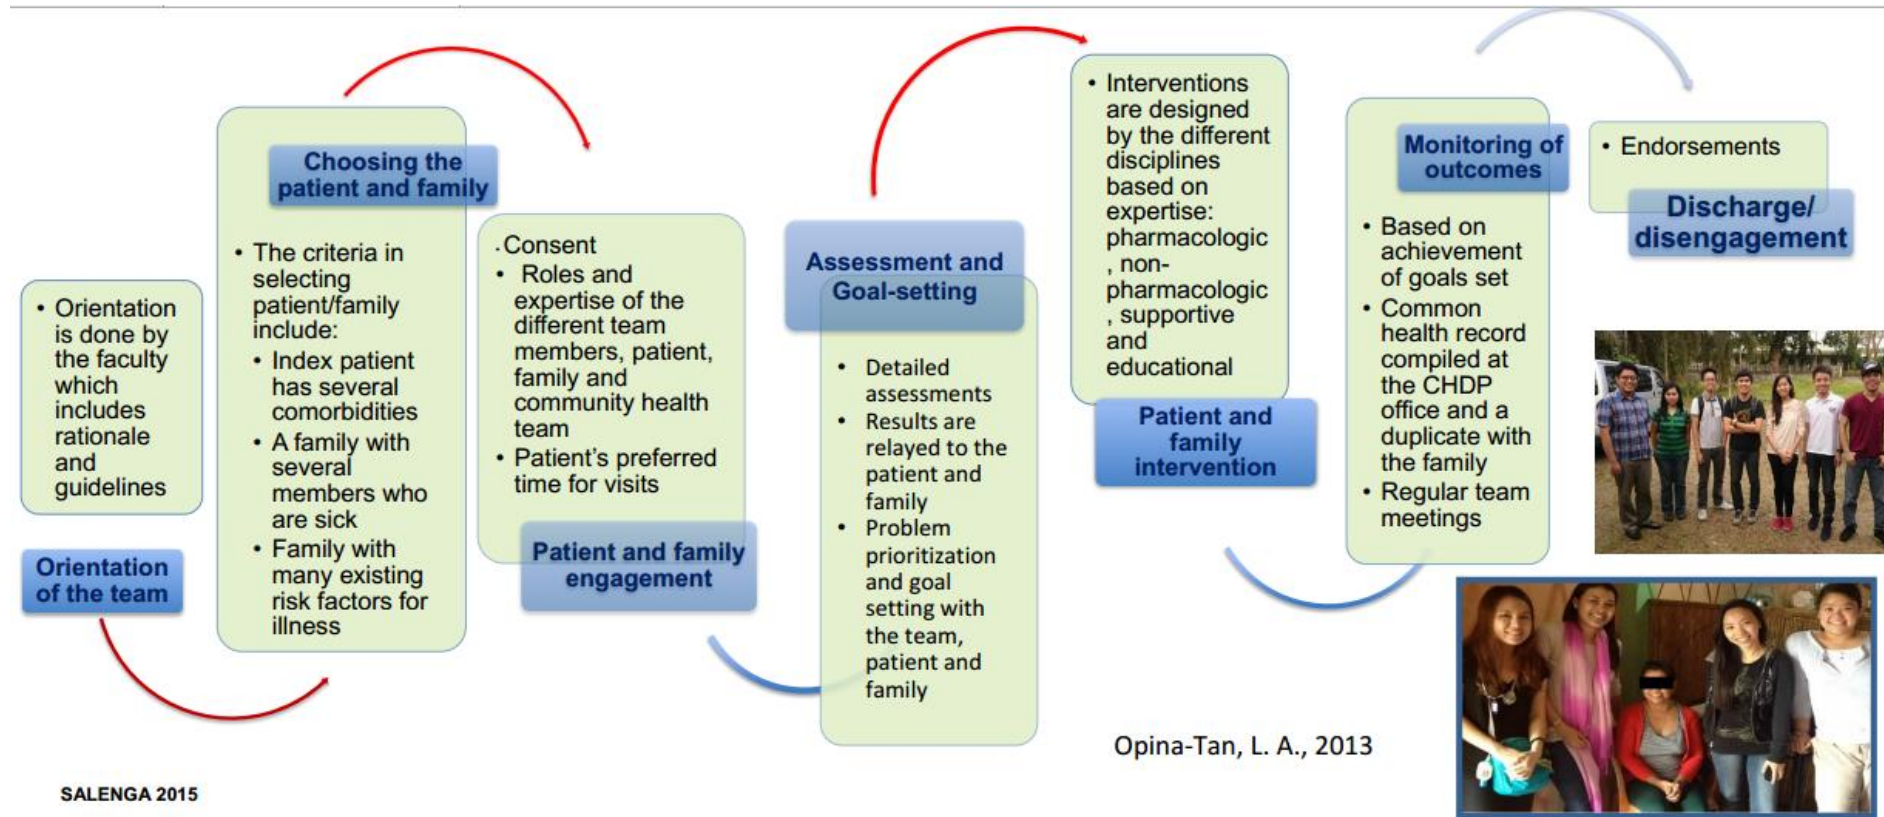 • Orientation
is done by
the faculty
which
includes
rationale
and
guidelines
Orientation
of the team
Choosing the
patient and family
• The criteria in
selecting
patient/family
include:
• Index patient
has several
comorbidities
• A family with
several
members who
are sick
• Family with
many existing
risk factors for
illness
. Consent
• Roles and
expertise of the
different team
members, patient,
family and
community health
team
• Patient's preferred
time for visits
Patient and family
engagement
Assessment and
Goal-setting
• Detailed
assessments
• Results are
relayed to the
patient and
family
• Problem
prioritization
and goal
setting with
the team,
patient and
family
• Interventions
are designed
by the different
disciplines
based on
expertise:
pharmacologic
, non-
pharmacologic
, supportive
and
educational
Patient and
family
intervention
Monitoring of
outcomes
• Based on
achievement
of goals set
• Common
health record
compiled at
the CHDP
office and a
duplicate with
the family
• Regular team
meetings
• Endorsements
Discharge/
disengagement
Opina-Tan, L. A., 2013
SALENGA 2015